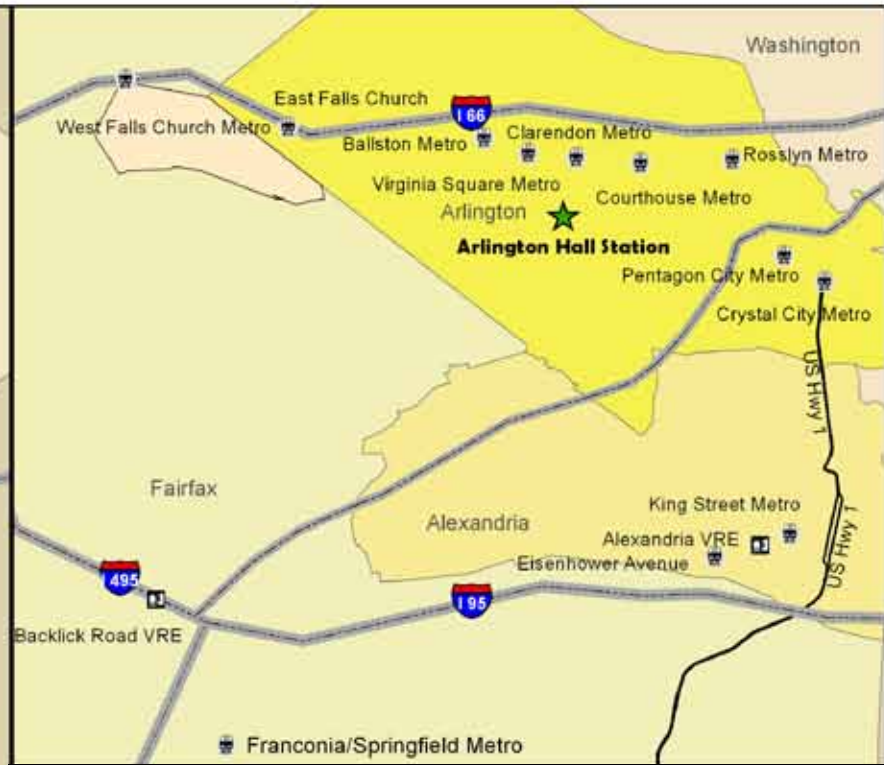 Washington
East Falls Church
I 66
West Falls Church Metro
Ballston Metro
Clarendon Metro
Rosslyn Metro
Virginia Square Metro
Courthouse Metro
Arlington
Arlington Hall Station
Pentagon City Metro
Crystal City Metro
US Hwy 1
Fairfax
King Street Metro
Alexandria
Alexandria VRE
US Hwy 1
Eisenhower Avenue
495
I 95
Backlick Road VRE
Franconia/Springfield Metro